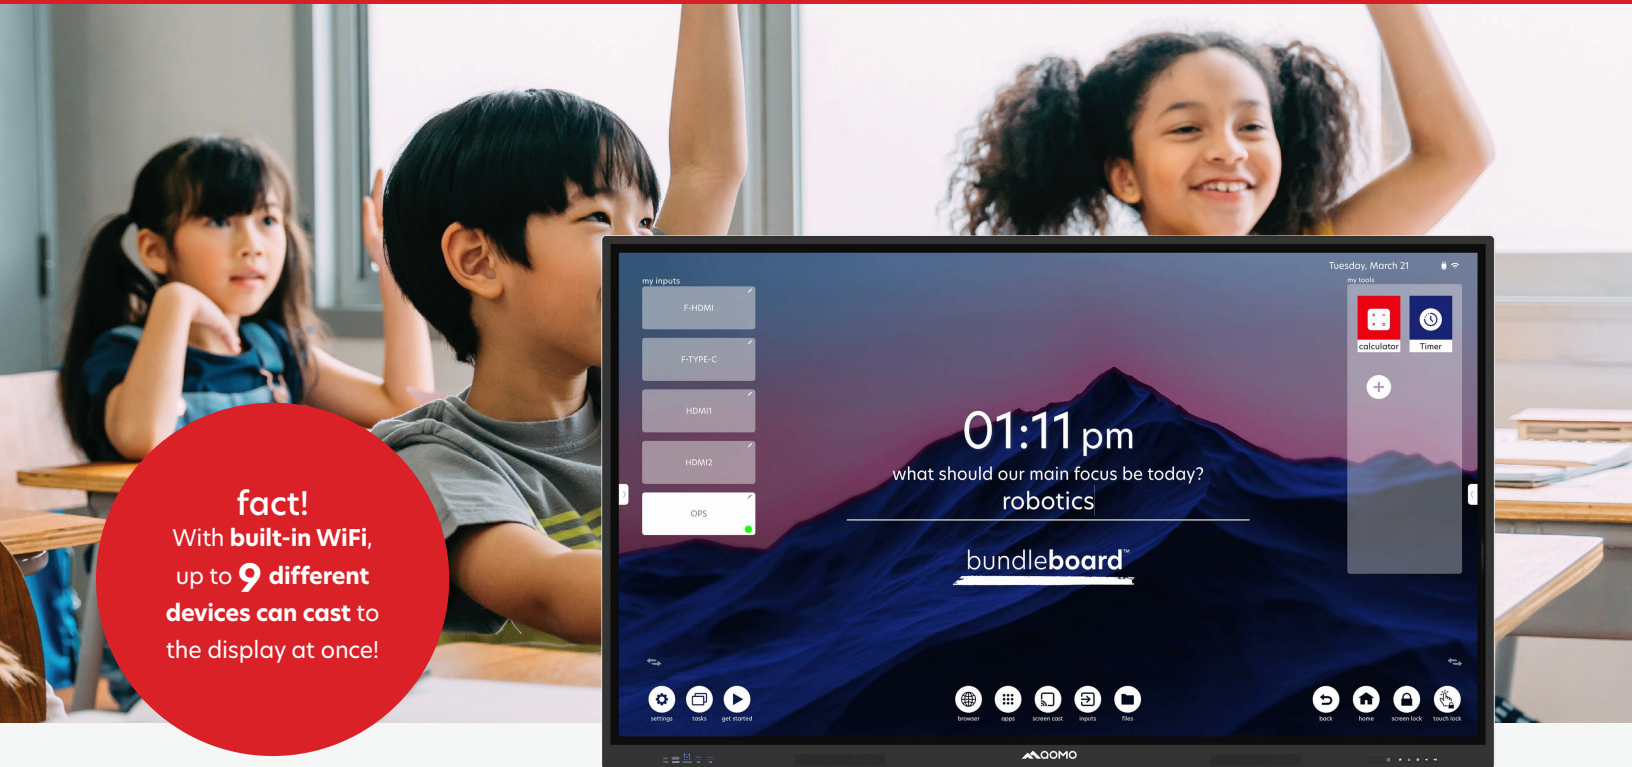 fact!
With built-in WiFi,
up to 9 different
devices can cast to
the display at once!
Tuesday, March 21
my inputs
F-HDMI
F-TYPE-C
HDMI1
HDMI2
OPS
my tools
calculator
Timer
01:11 pm
what should our main focus be today?
robotics
bundleboard™
settings
tasks
get started
browser
apps
screen cast
inputs
files
back
home
screen lock
touch lock
QOMO